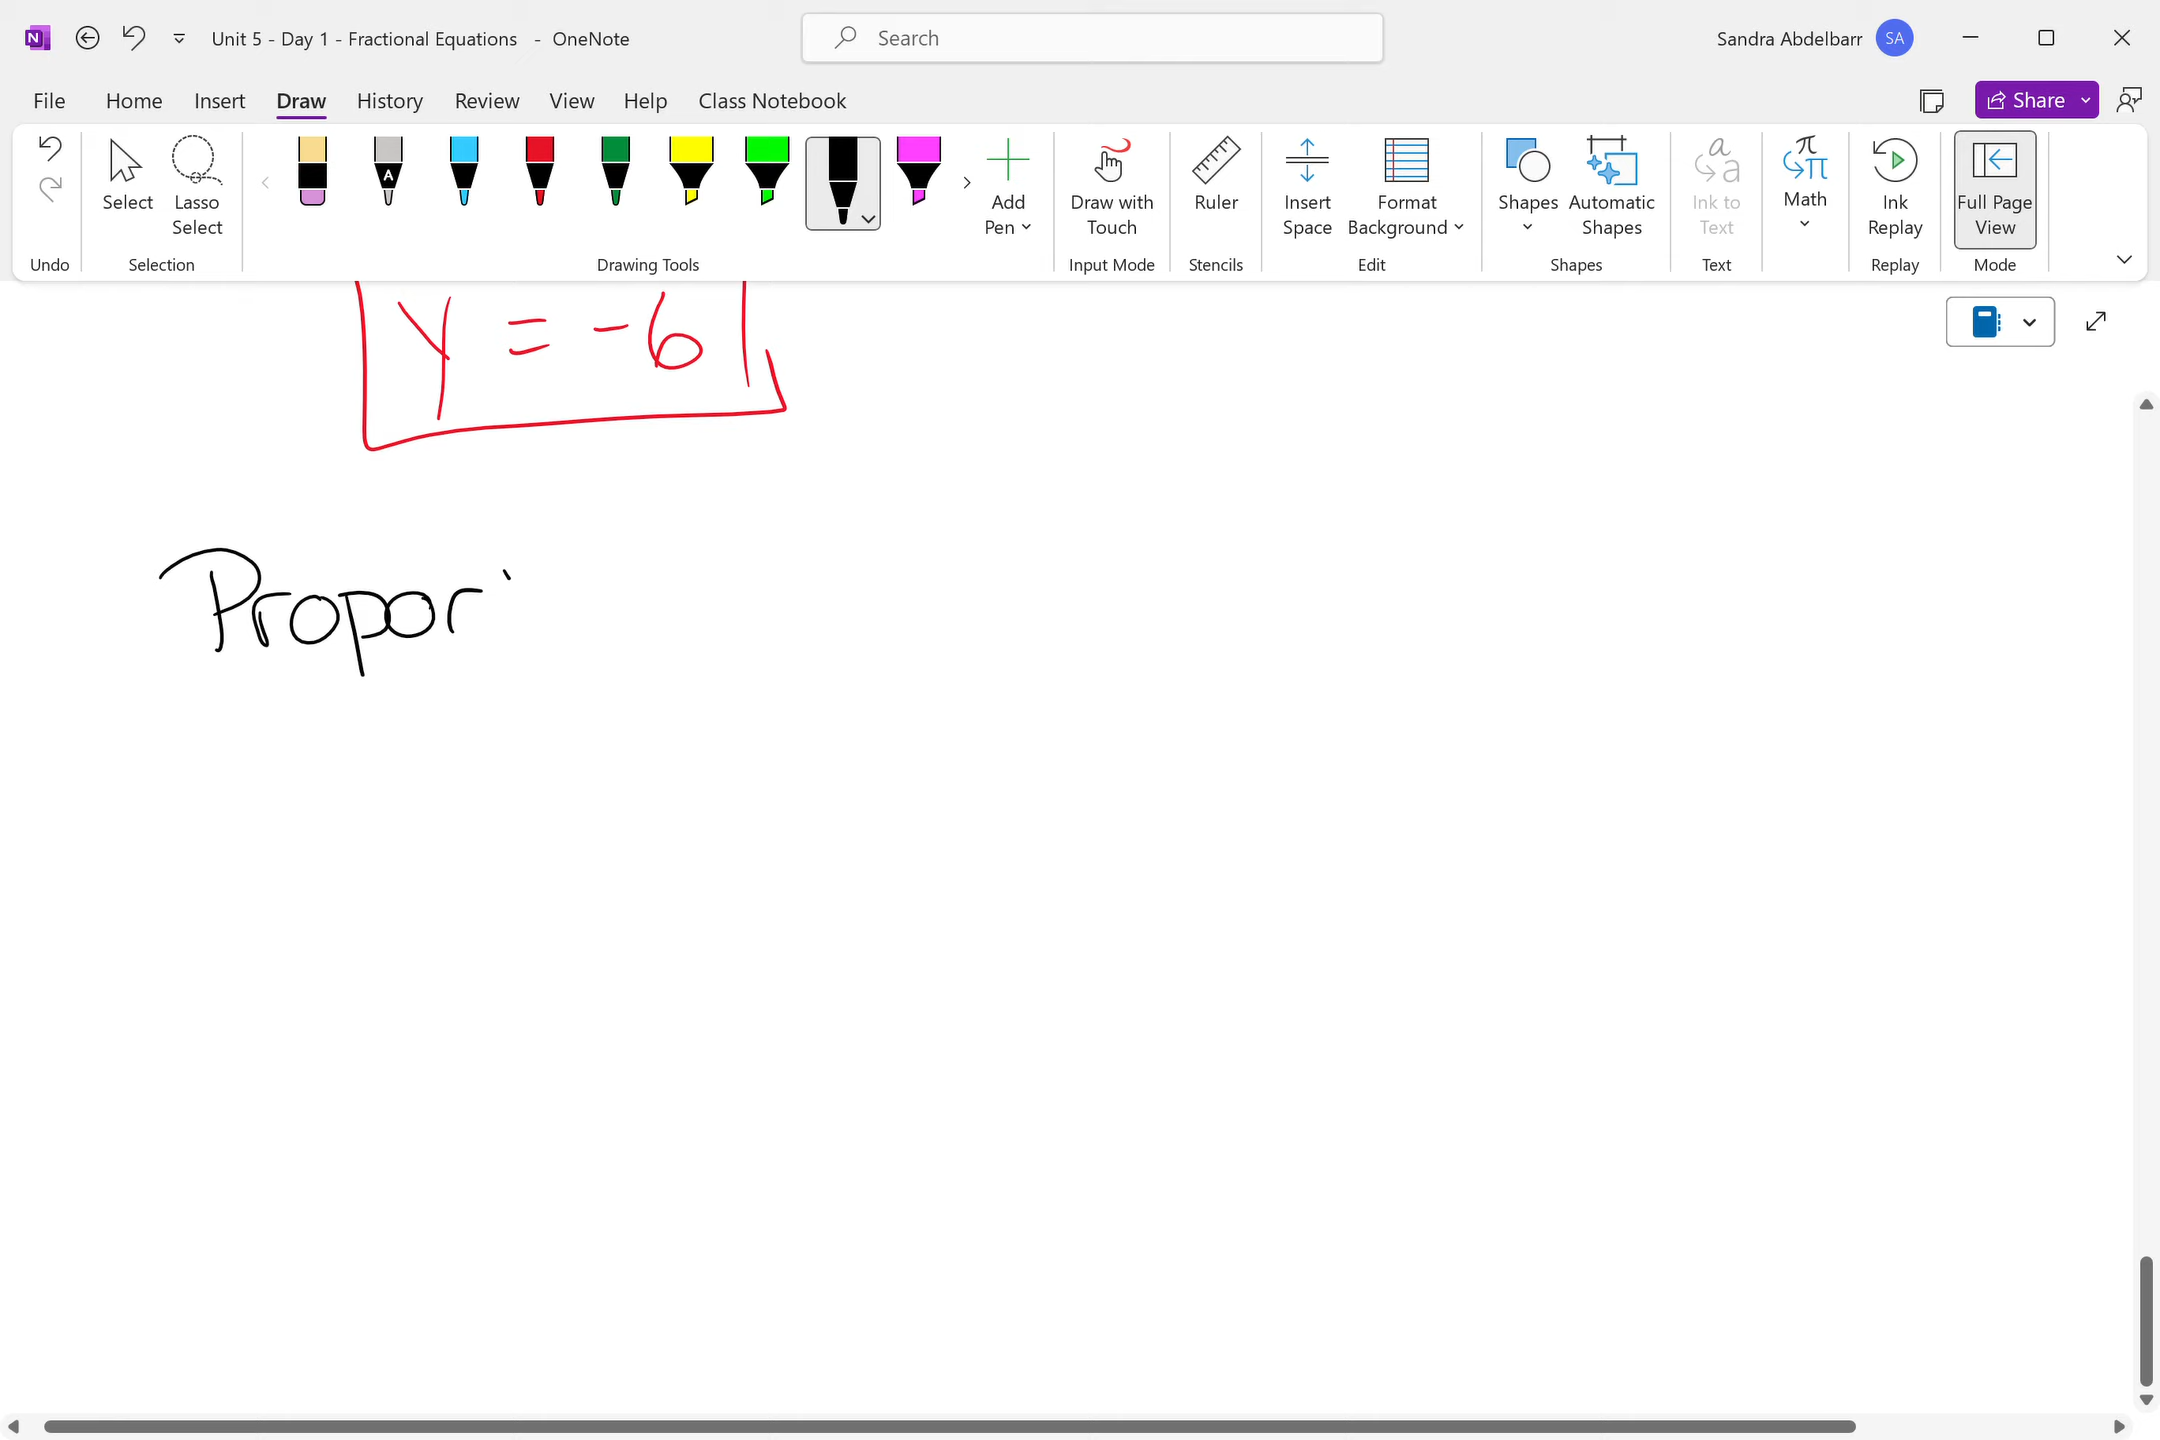 Unit 5 - Day 1 - Fractional Equations - OneNote
Search
Sandra Abdelbarr SA
File Home Insert Draw History Review View Help Class Notebook Share
Select
Lasso Select
A
Add Pen
Draw with Touch
Ruler
Insert Space
Format Background
Shapes
Automatic Shapes
Ink to Text
Math
Ink Replay
Full Page View
Undo Selection Drawing Tools Input Mode Stencils Edit Shapes Text Replay Mode
y = -6
Propor